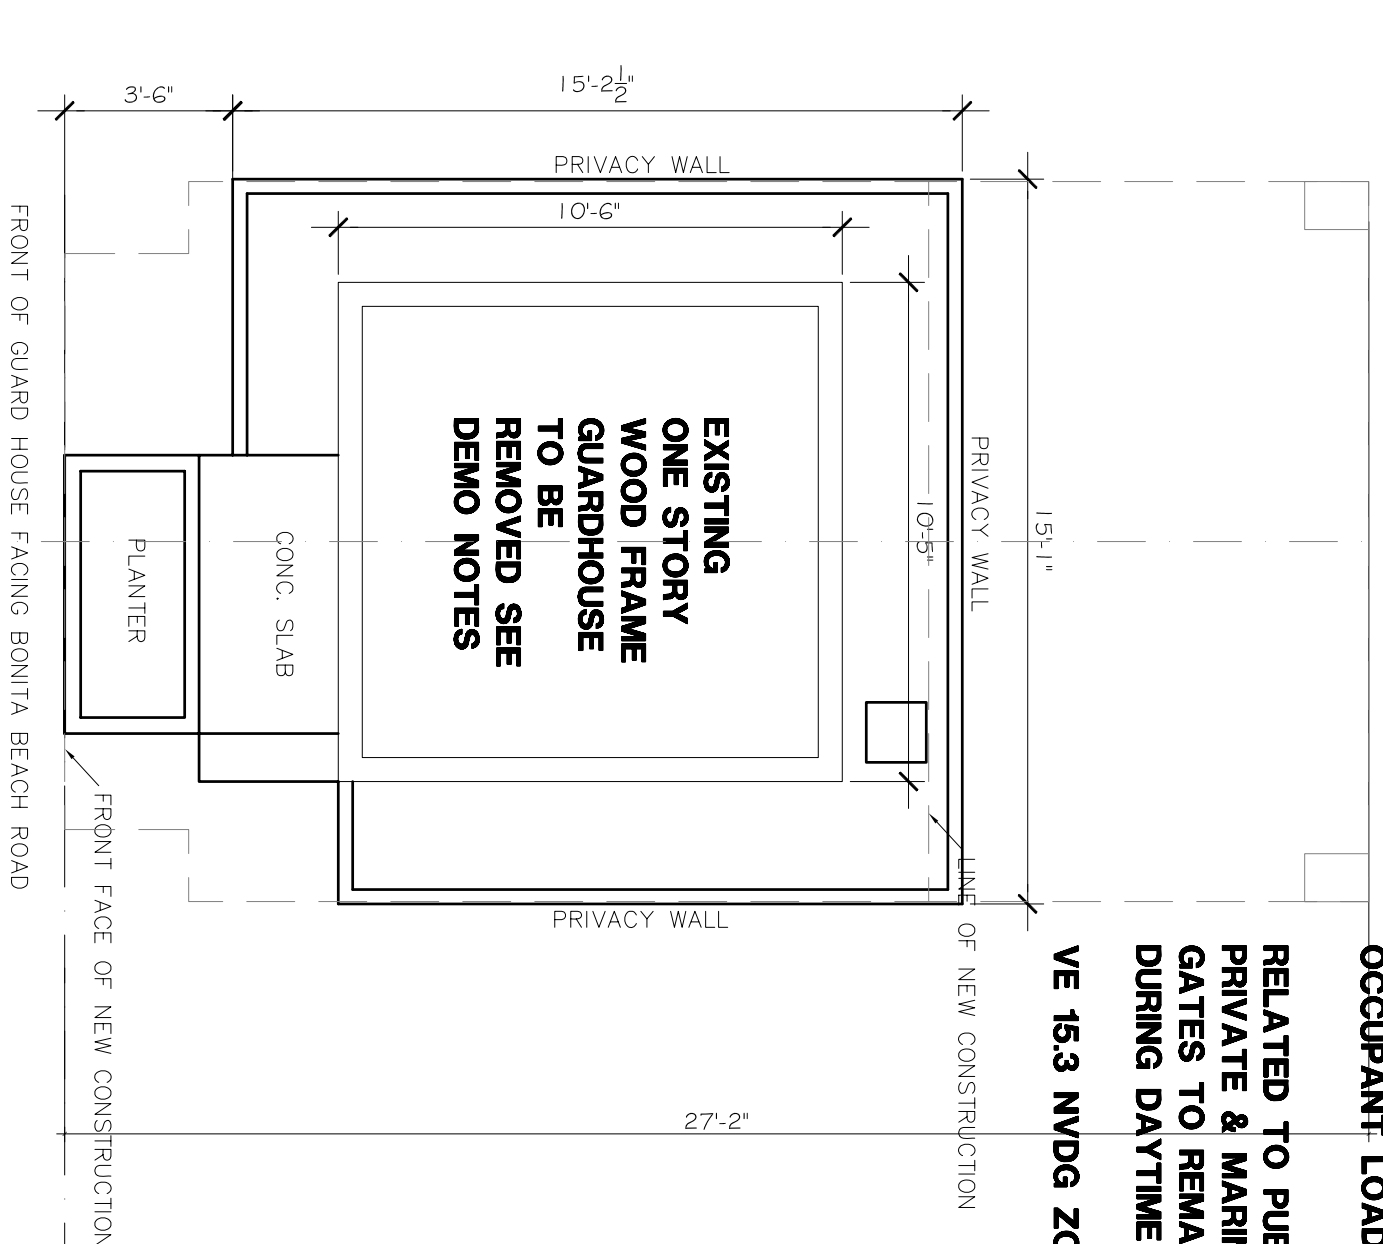 3'-6"
15'-2½"
PRIVACY WALL
10'-6"
FRONT OF GUARD HOUSE FACING BONITA BEACH ROAD
EXISTING
ONE STORY
WOOD FRAME
GUARDHOUSE
TO BE
REMOVED SEE
DEMO NOTES
10'-5"
PRIVACY WALL
15'-1"
CONC. SLAB
PLANTER
FRONT FACE OF NEW CONSTRUCTION
LINE OF NEW CONSTRUCTION
PRIVACY WALL
27'-2"
OCCUPANT LOAD
RELATED TO PUB
PRIVATE & MARIN
GATES TO REMA
DURING DAYTIME
VE 15.3 NVDG ZO